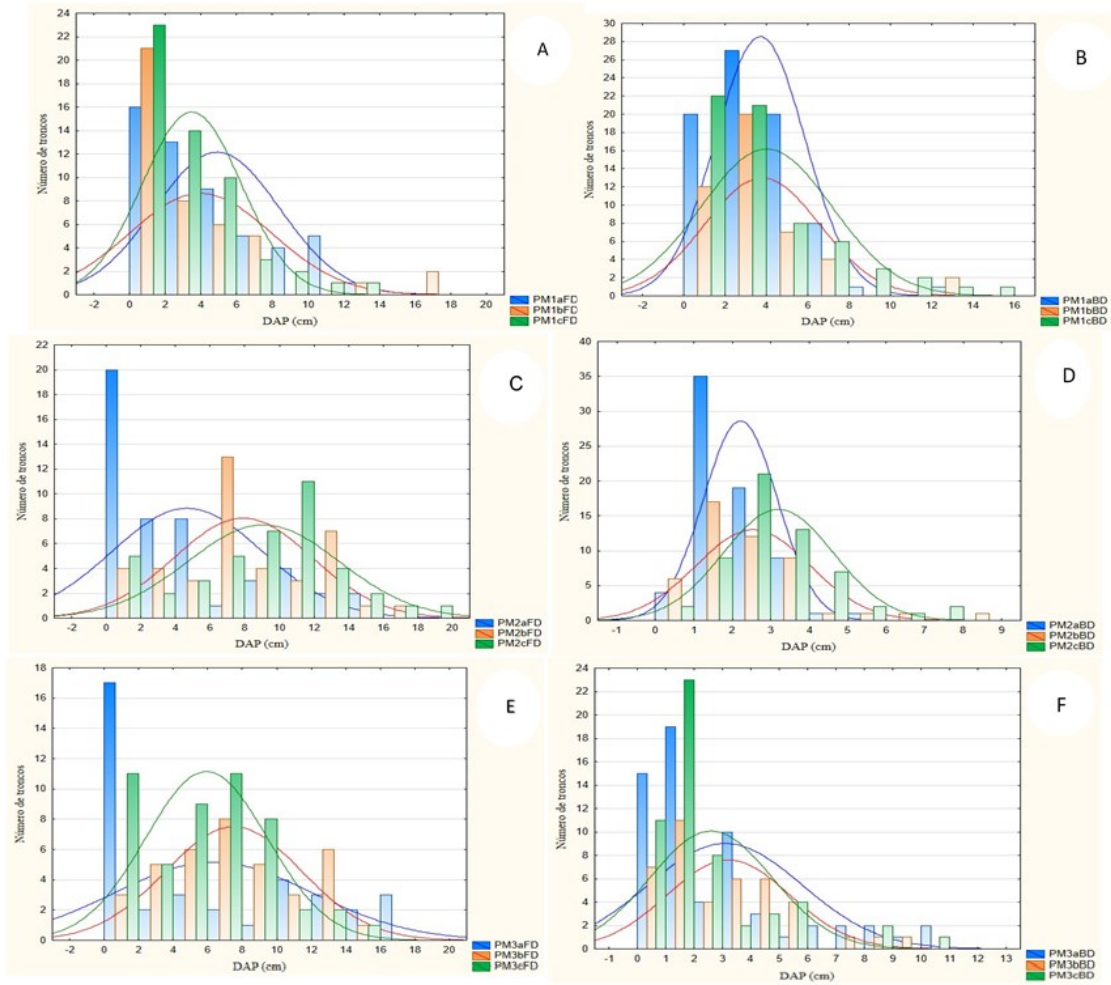 A
24
22
20
18
16
14
12
10
8
6
4
2
0
Número de troncos
-2 0 2 4 6 8 10 12 14 16 18 20
DAP (cm)
PM1aFD
PM1bFD
PM1cFD
B
30
28
26
24
22
20
18
16
14
12
10
8
6
4
2
0
Número de troncos
-2 0 2 4 6 8 10 12 14 16
DAP (cm)
PM1aBD
PM1bBD
PM1cBD
C
22
20
18
16
14
12
10
8
6
4
2
0
Número de troncos
-2 0 2 4 6 8 10 12 14 16 18 20
DAP (cm)
PM2aFD
PM2bFD
PM2cFD
D
40
35
30
25
20
15
10
5
0
Número de troncos
-1 0 1 2 3 4 5 6 7 8 9
DAP (cm)
PM2aBD
PM2bBD
PM2cBD
E
18
16
14
12
10
8
6
4
2
0
Número de troncos
-2 0 2 4 6 8 10 12 14 16 18 20
DAP (cm)
PM3aFD
PM3bFD
PM3cFD
F
24
22
20
18
16
14
12
10
8
6
4
2
0
Número de troncos
-1 0 1 2 3 4 5 6 7 8 9 10 11 12 13
DAP (cm)
PM3aBD
PM3bBD
PM3cBD